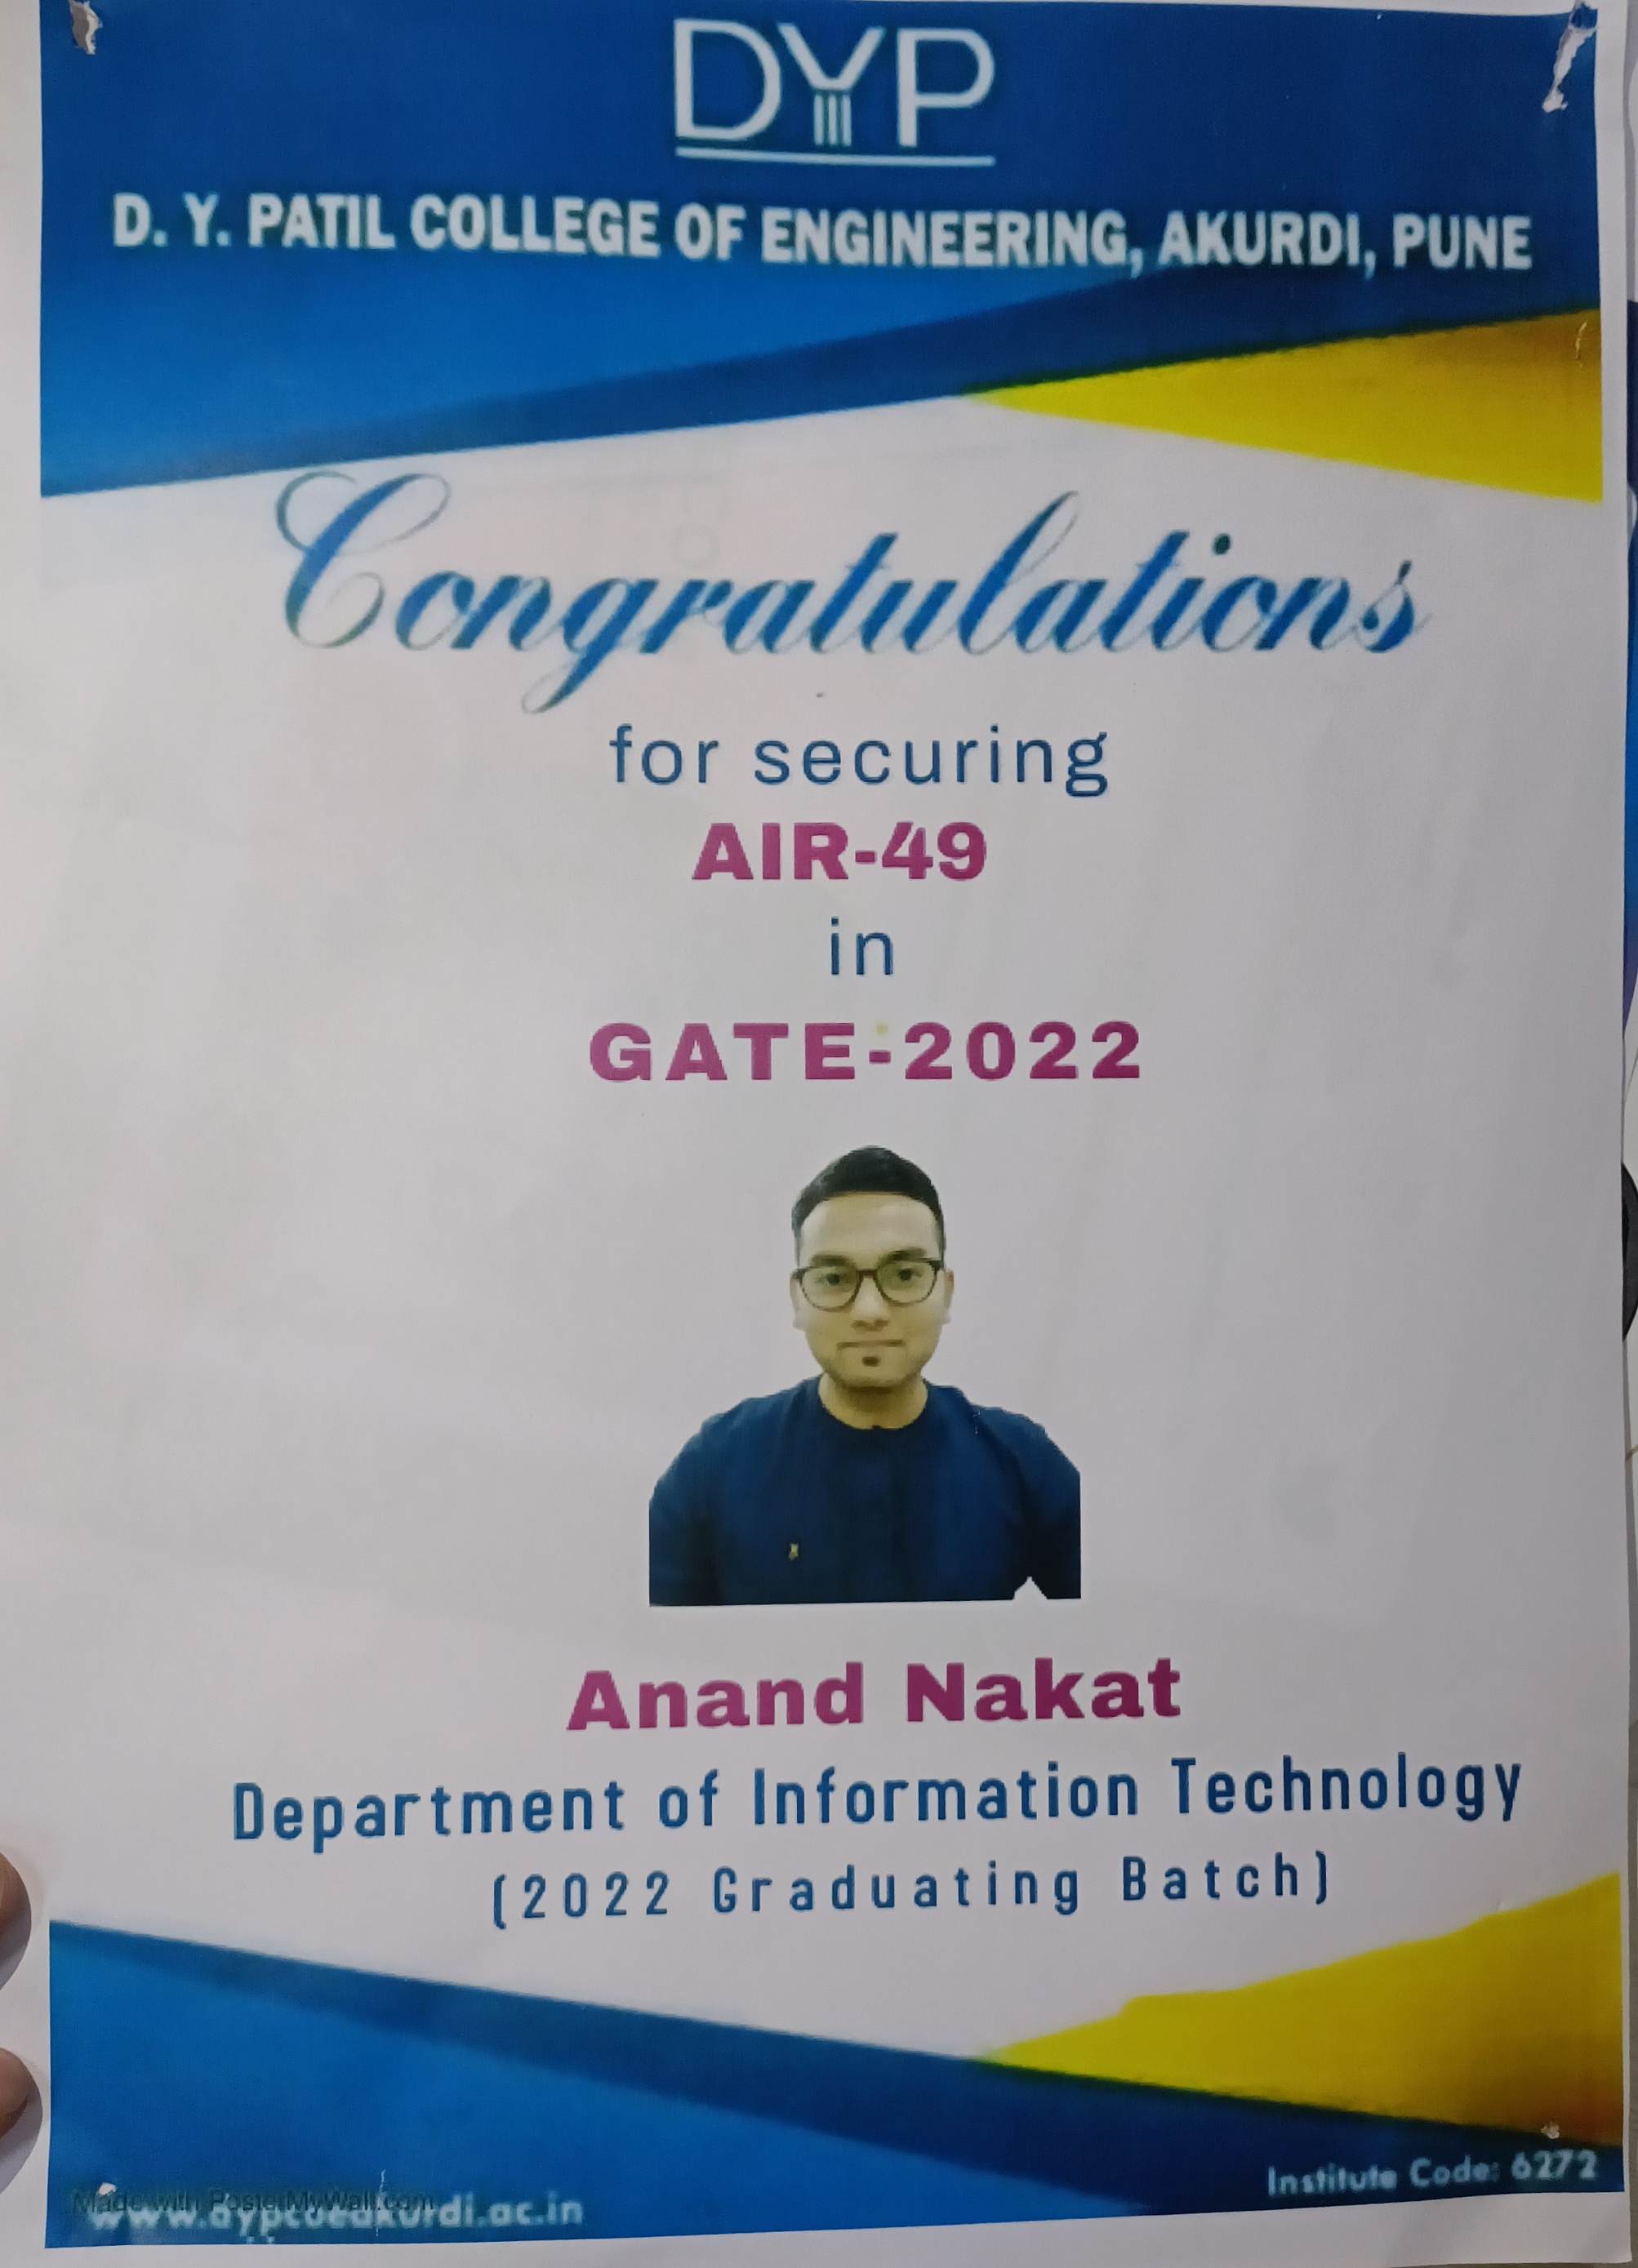 DYP
D. Y. PATIL COLLEGE OF ENGINEERING, AKURDI, PUNE
Congratulations
for securing
AIR-49
in
GATE-2022
Anand Nakat
Department of Information Technology
(2022 Graduating Batch)
Institute Code: 6272
Made with PosterMyWall.com
www.dypcoeakurdi.ac.in